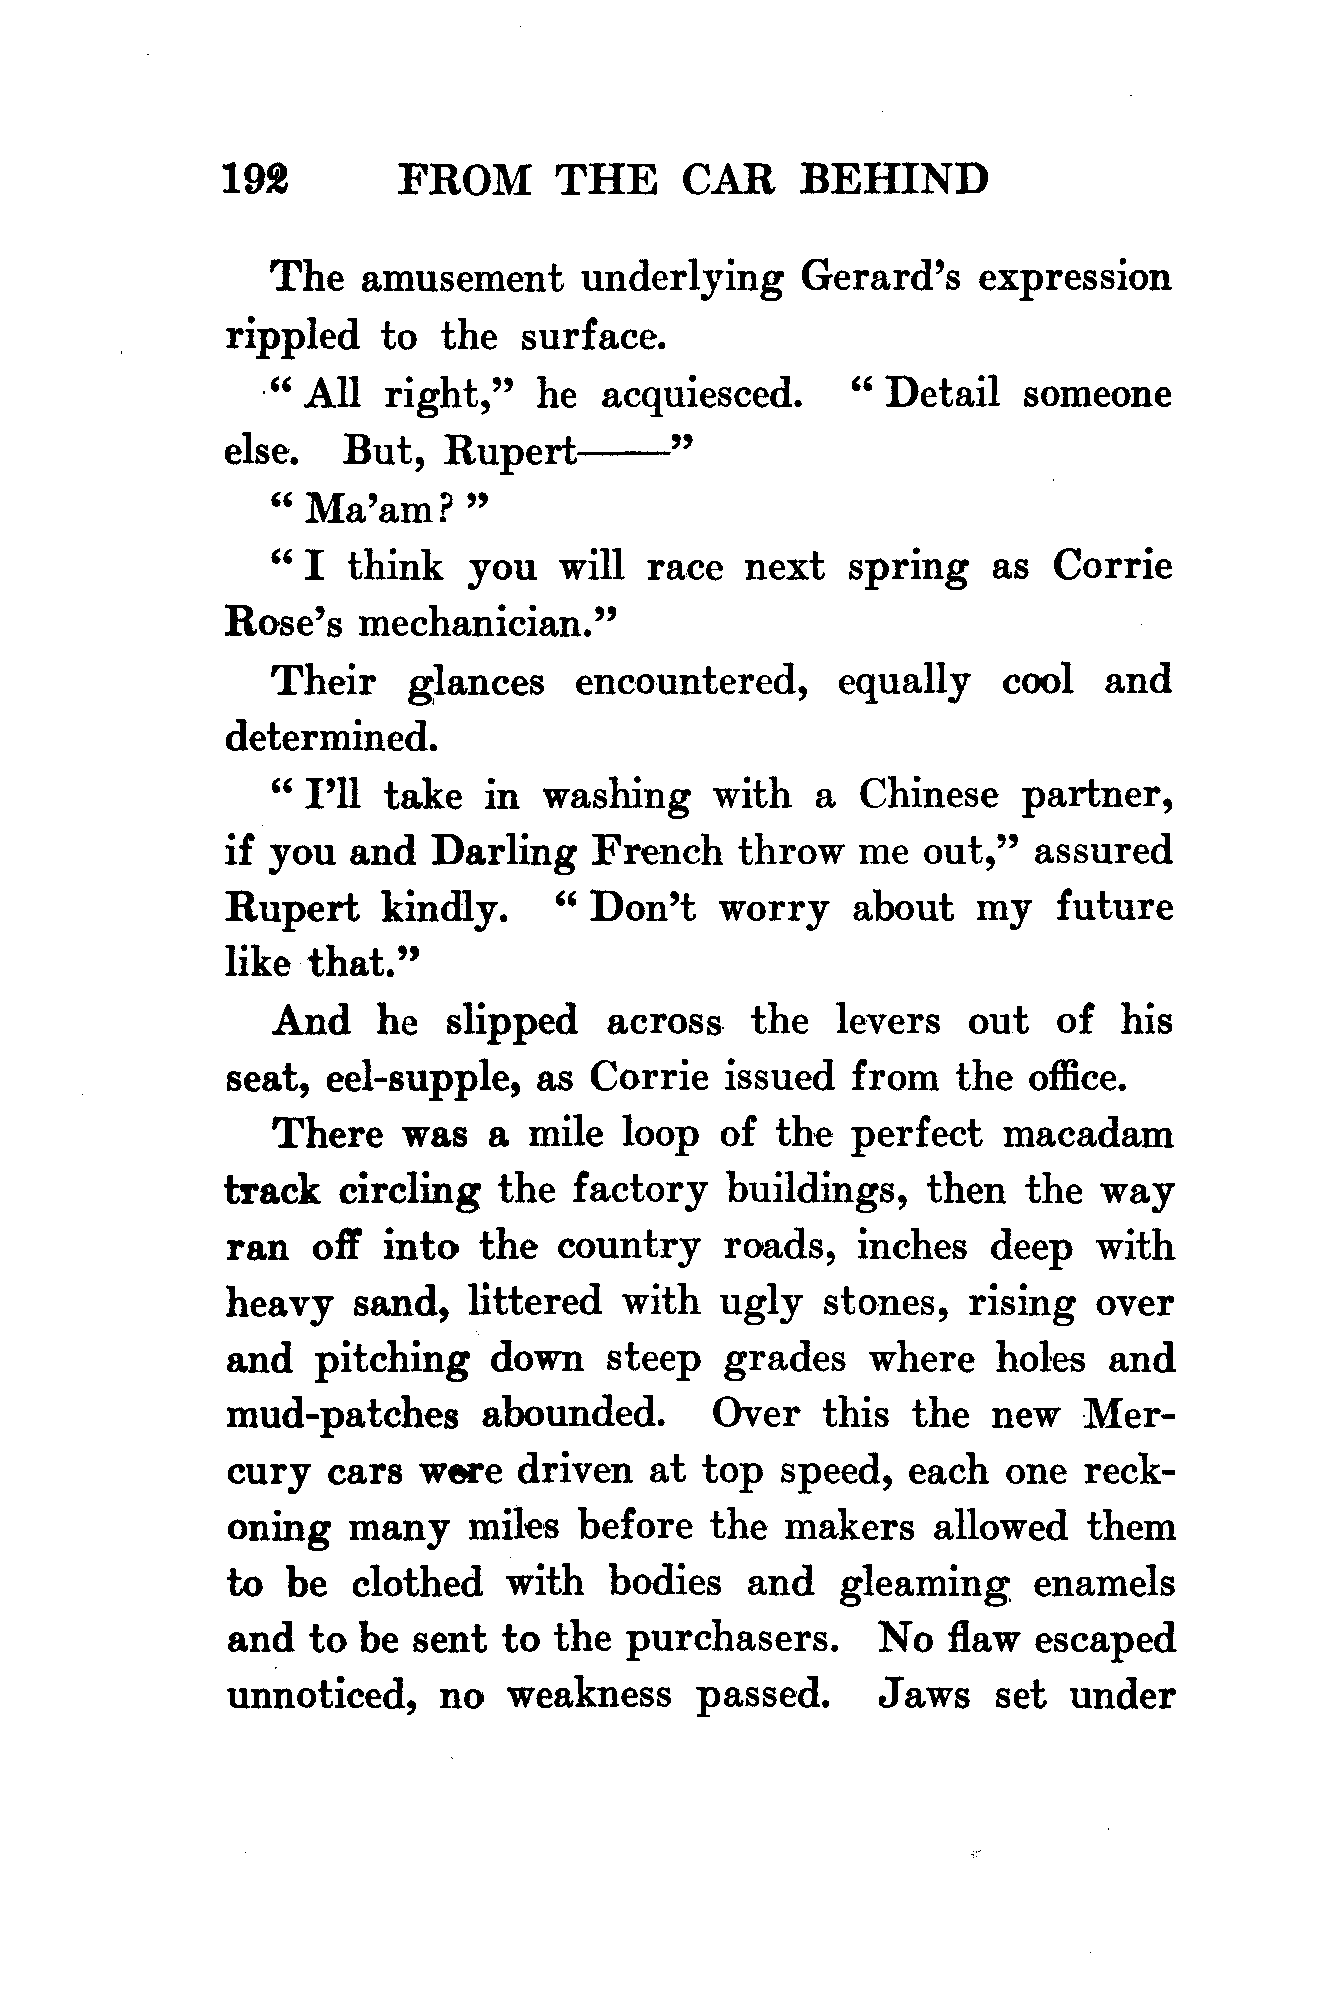 192 FROM THE CAR BEHIND
The amusement underlying Gerard's expression
rippled to the surface.
" All right," he acquiesced. " Detail someone
else. But, Rupert——"
" Ma'am? "
" I think you will race next spring as Corrie
Rose's mechanician."
Their glances encountered, equally cool and
determined.
" I'll take in washing with a Chinese partner,
if you and Darling French throw me out," assured
Rupert kindly. " Don't worry about my future
like that."
And he slipped across the levers out of his
seat, eel-supple, as Corrie issued from the office.
There was a mile loop of the perfect macadam
track circling the factory buildings, then the way
ran off into the country roads, inches deep with
heavy sand, littered with ugly stones, rising over
and pitching down steep grades where holes and
mud-patches abounded. Over this the new Mer-
cury cars were driven at top speed, each one reck-
oning many miles before the makers allowed them
to be clothed with bodies and gleaming enamels
and to be sent to the purchasers. No flaw escaped
unnoticed, no weakness passed. Jaws set under